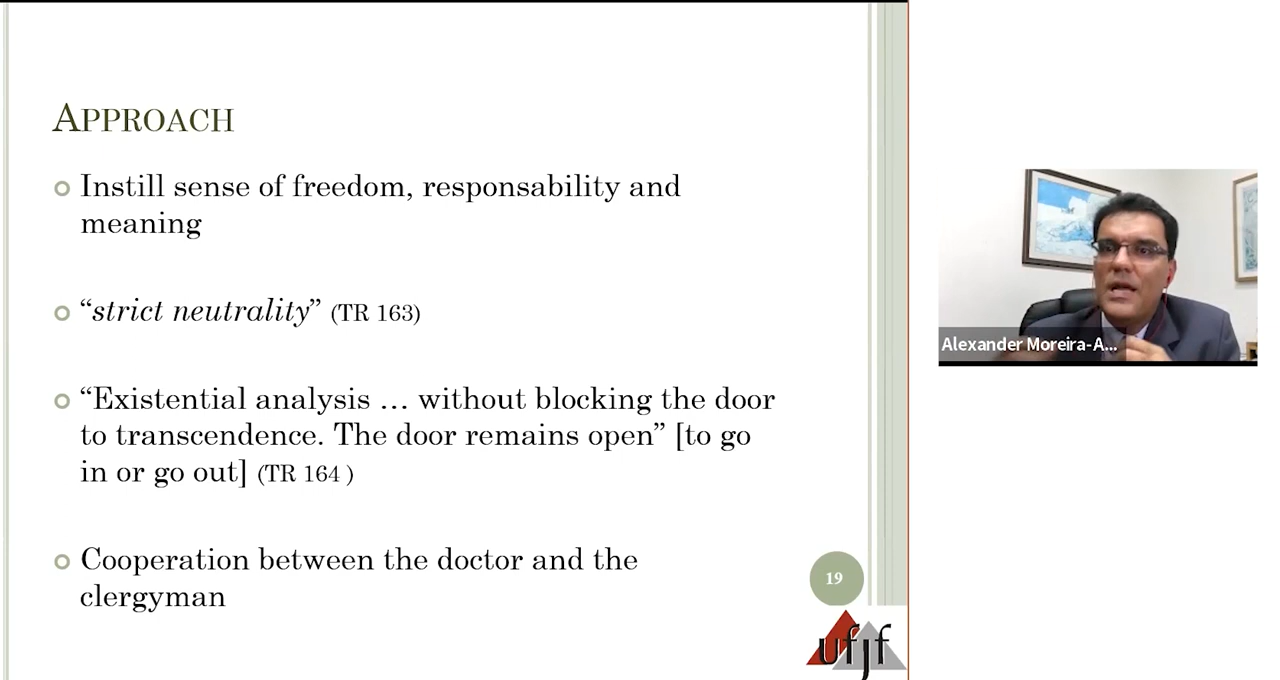 APPROACH
Instill sense of freedom, responsability and
meaning
“strict neutrality” (TR 163)
“Existential analysis … without blocking the door
to transcendence. The door remains open” [to go
in or go out] (TR 164 )
Cooperation between the doctor and the
clergyman
19
ufjf
Alexander Moreira-A...